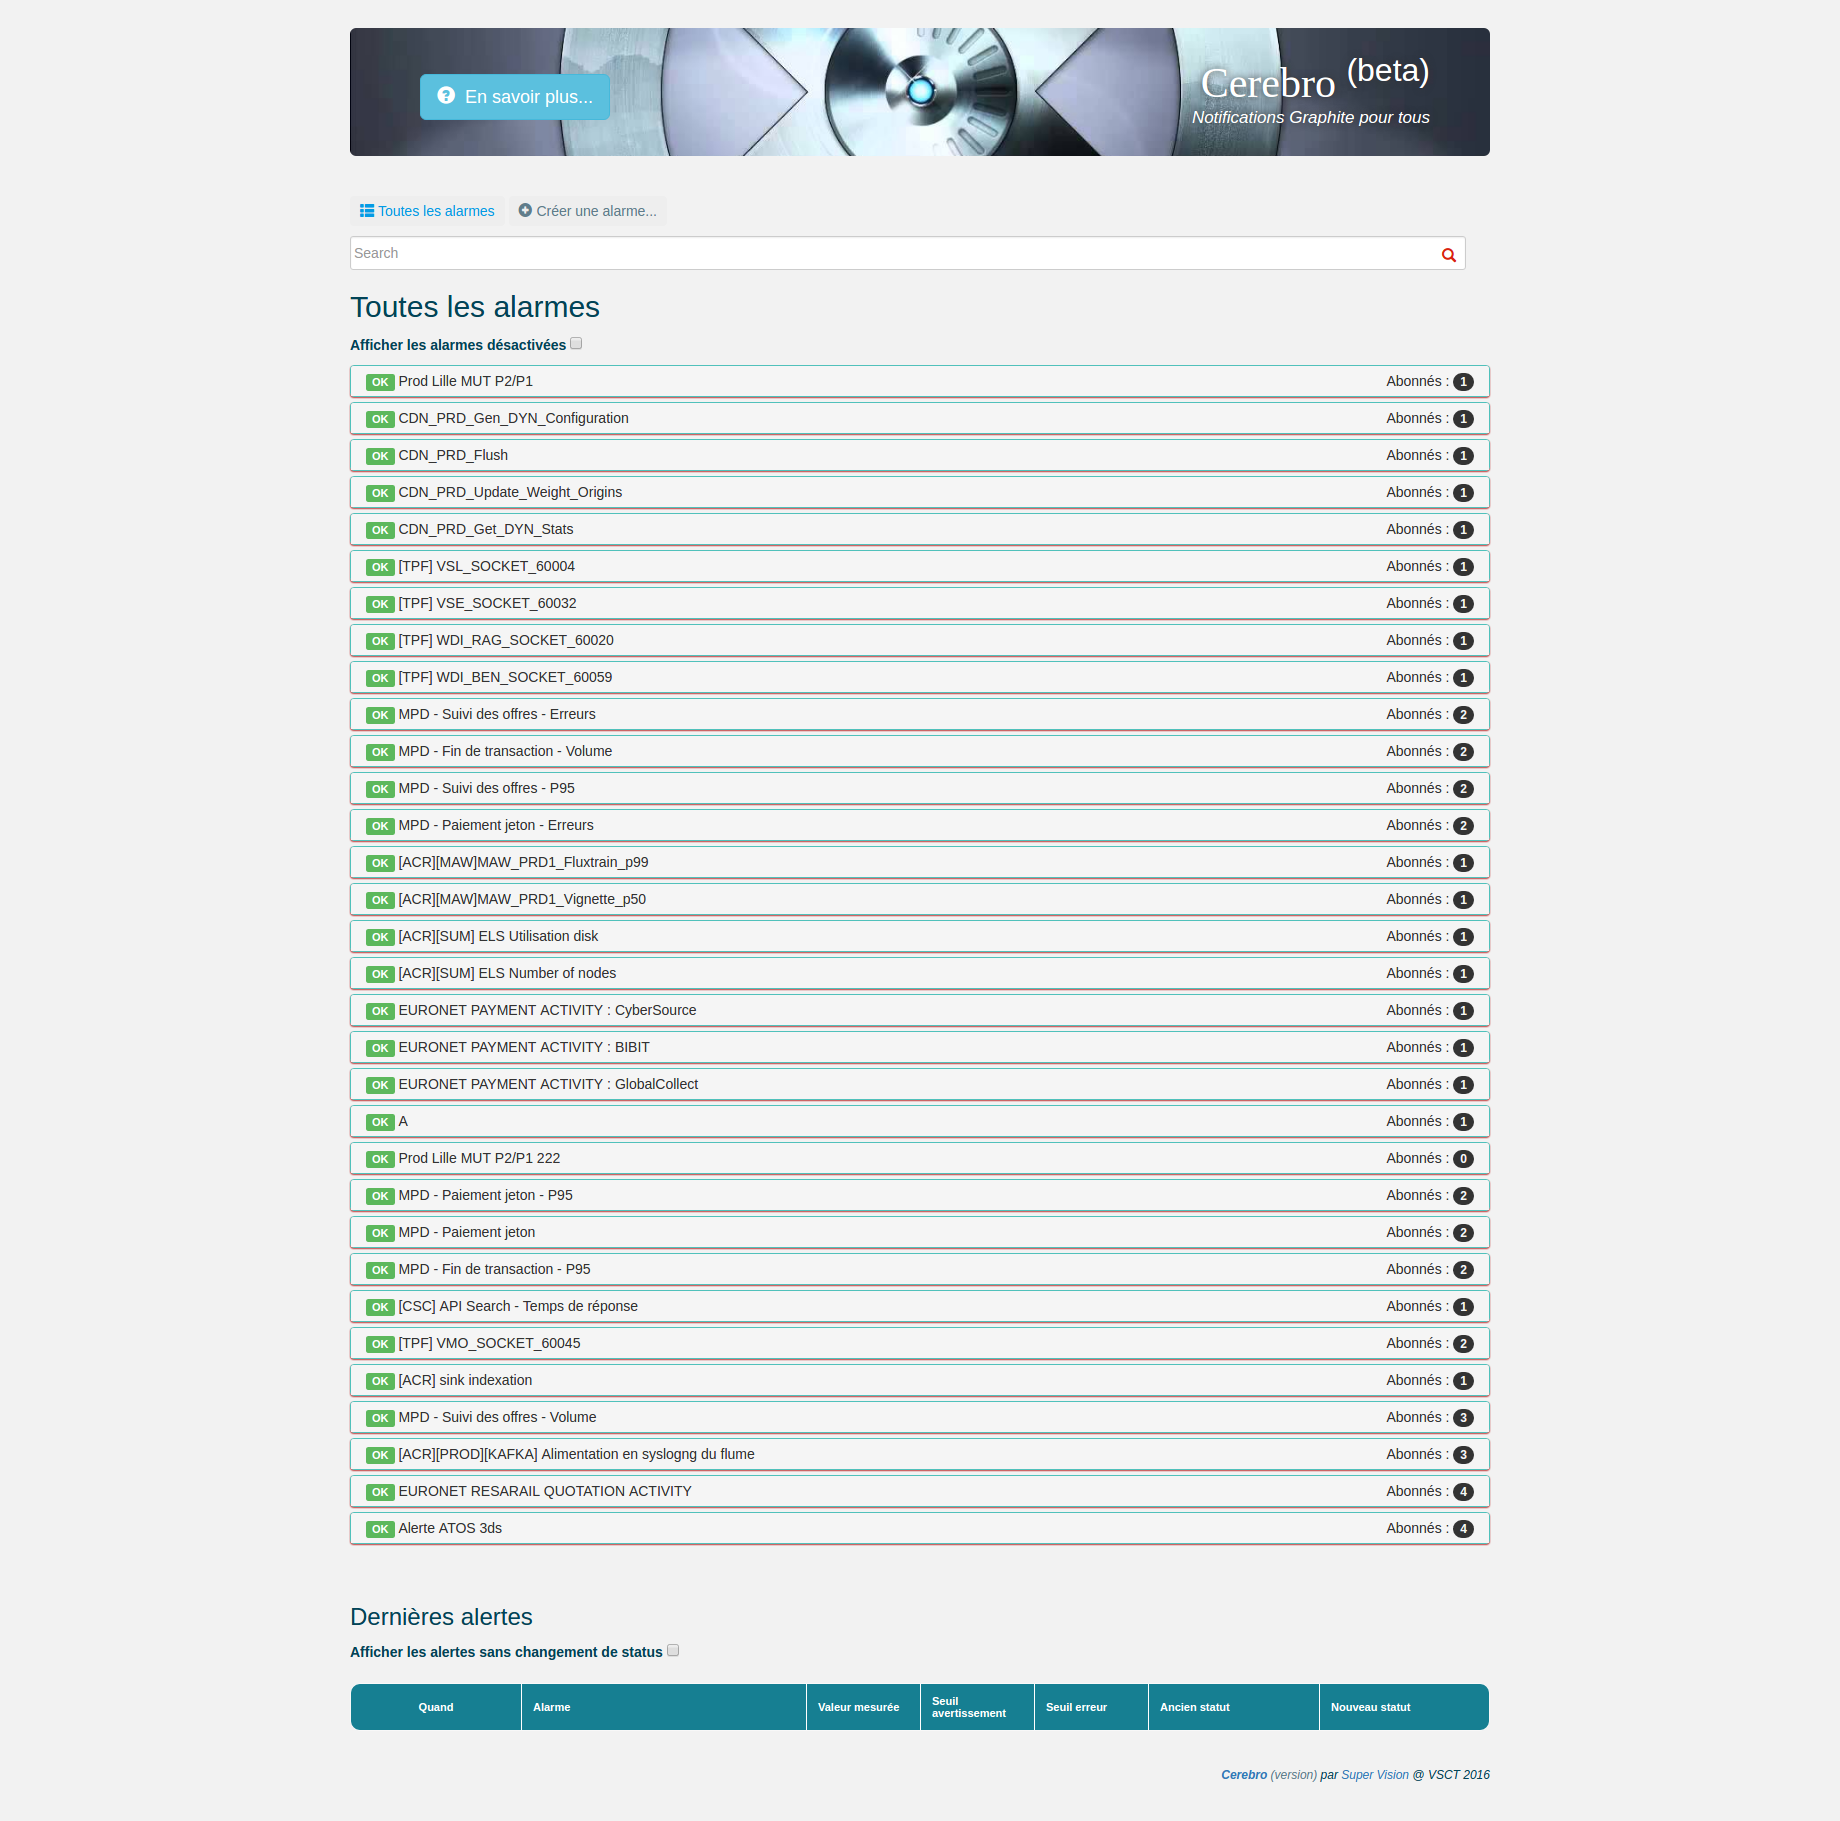 En savoir plus...
Cerebro (beta)
Notifications Graphite pour tous
Toutes les alarmes
Créer une alarme...
Search
Toutes les alarmes
Afficher les alarmes désactivées
OK Prod Lille MUT P2/P1 Abonnés : 1
OK CDN_PRD_Gen_DYN_Configuration Abonnés : 1
OK CDN_PRD_Flush Abonnés : 1
OK CDN_PRD_Update_Weight_Origins Abonnés : 1
OK CDN_PRD_Get_DYN_Stats Abonnés : 1
OK [TPF] VSL_SOCKET_60004 Abonnés : 1
OK [TPF] VSE_SOCKET_60032 Abonnés : 1
OK [TPF] WDI_RAG_SOCKET_60020 Abonnés : 1
OK [TPF] WDI_BEN_SOCKET_60059 Abonnés : 1
OK MPD - Suivi des offres - Erreurs Abonnés : 2
OK MPD - Fin de transaction - Volume Abonnés : 2
OK MPD - Suivi des offres - P95 Abonnés : 2
OK MPD - Paiement jeton - Erreurs Abonnés : 2
OK [ACR][MAW]MAW_PRD1_Fluxtrain_p99 Abonnés : 1
OK [ACR][MAW]MAW_PRD1_Vignette_p50 Abonnés : 1
OK [ACR][SUM] ELS Utilisation disk Abonnés : 1
OK [ACR][SUM] ELS Number of nodes Abonnés : 1
OK EURONET PAYMENT ACTIVITY : CyberSource Abonnés : 1
OK EURONET PAYMENT ACTIVITY : BIBIT Abonnés : 1
OK EURONET PAYMENT ACTIVITY : GlobalCollect Abonnés : 1
OK A Abonnés : 1
OK Prod Lille MUT P2/P1 222 Abonnés : 0
OK MPD - Paiement jeton - P95 Abonnés : 2
OK MPD - Paiement jeton Abonnés : 2
OK MPD - Fin de transaction - P95 Abonnés : 2
OK [CSC] API Search - Temps de réponse Abonnés : 1
OK [TPF] VMO_SOCKET_60045 Abonnés : 2
OK [ACR] sink indexation Abonnés : 1
OK MPD - Suivi des offres - Volume Abonnés : 3
OK [ACR][PROD][KAFKA] Alimentation en syslogng du flume Abonnés : 3
OK EURONET RESARAIL QUOTATION ACTIVITY Abonnés : 4
OK Alerte ATOS 3ds Abonnés : 4
Dernières alertes
Afficher les alertes sans changement de status
Quand
Alarme
Valeur mesurée
Seuil
avertissement
Seuil erreur
Ancien statut
Nouveau statut
Cerebro (version) par Super Vision @ VSCT 2016